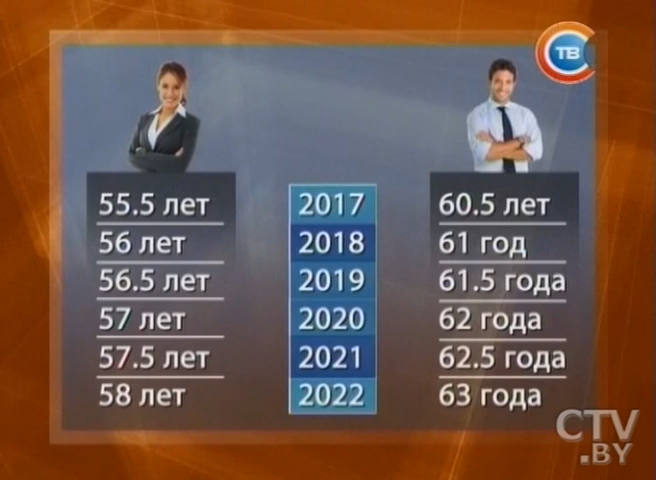 СТВ
55.5 лет 2017 60.5 лет
56 лет 2018 61 год
56.5 лет 2019 61.5 года
57 лет 2020 62 года
57.5 лет 2021 62.5 года
58 лет 2022 63 года
CTV
.BY